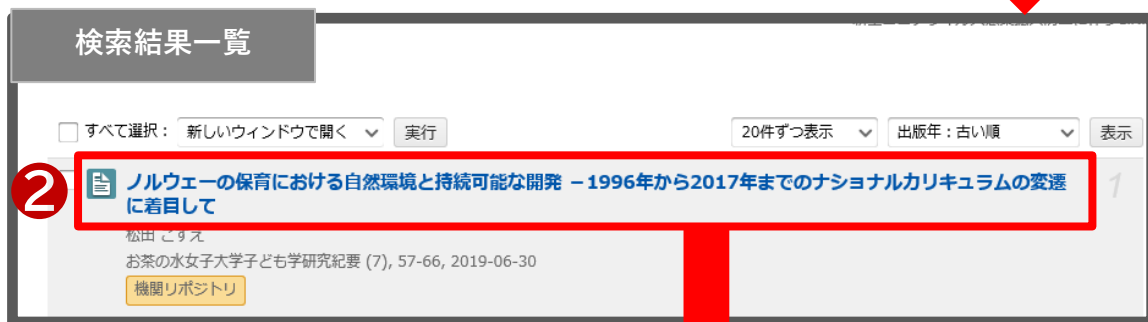 検索結果一覧
すべて選択： 新しいウィンドウで開く 実行 20件ずつ表示 出版年：古い順 表示
2 ノルウェーの保育における自然環境と持続可能な開発 －1996年から2017年までのナショナルカリキュラムの変遷 1
に着目して
松田 こずえ
お茶の水女子大学子ども学研究紀要 (7), 57-66, 2019-06-30
機関リポジトリ